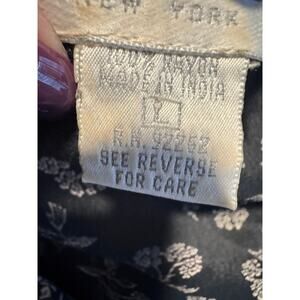 NEW YORK
100% RAYON
MADE IN INDIA
L
R.N. 92262
SEE REVERSE
FOR CARE